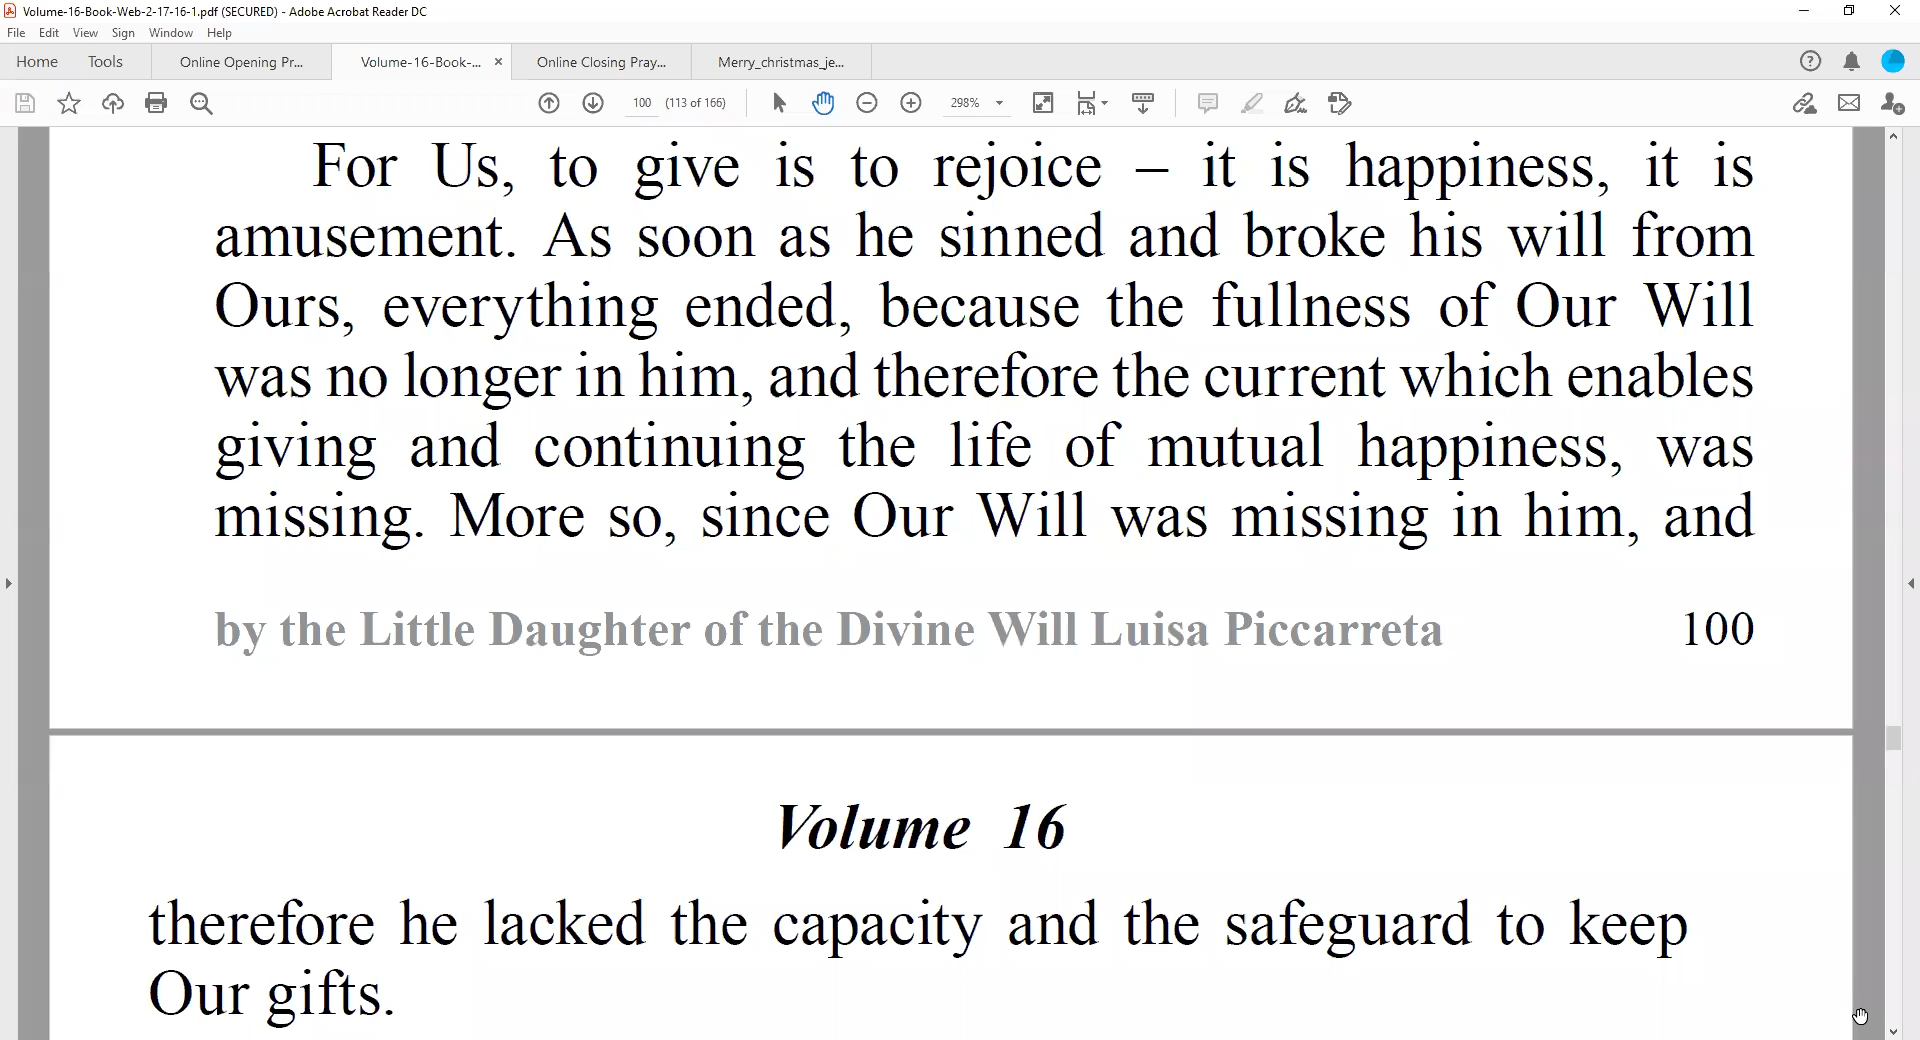 Volume-16-Book-Web-2-17-16-1.pdf (SECURED) - Adobe Acrobat Reader DC
File Edit View Sign Window Help
Home Tools Online Opening Pr... Volume-16-Book-... × Online Closing Pray... Merry_christmas_je...
100 (113 of 166) 298%
For Us, to give is to rejoice – it is happiness, it is
amusement. As soon as he sinned and broke his will from
Ours, everything ended, because the fullness of Our Will
was no longer in him, and therefore the current which enables
giving and continuing the life of mutual happiness, was
missing. More so, since Our Will was missing in him, and
by the Little Daughter of the Divine Will Luisa Piccarreta 100
Volume 16
therefore he lacked the capacity and the safeguard to keep
Our gifts.